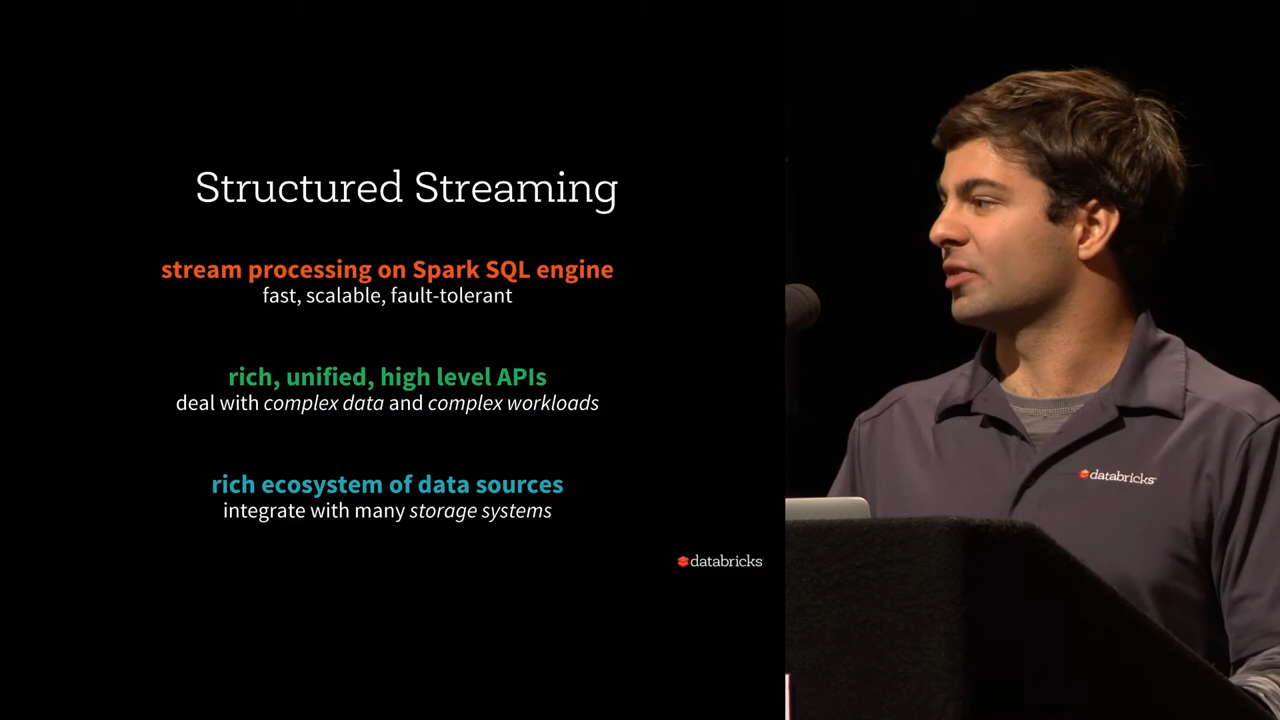 Structured Streaming
stream processing on Spark SQL engine
fast, scalable, fault-tolerant
rich, unified, high level APIs
deal with complex data and complex workloads
rich ecosystem of data sources
integrate with many storage systems
databricks
databricks